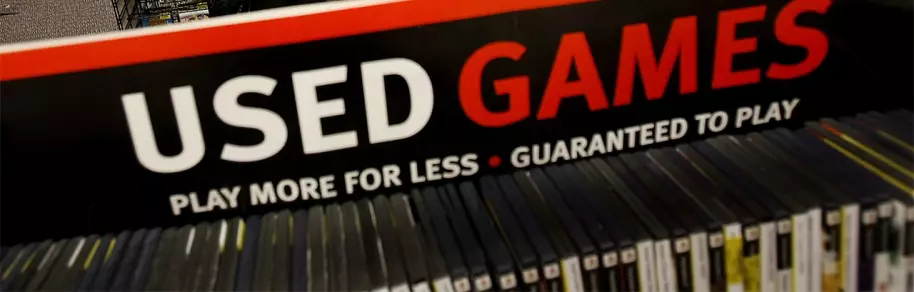 USED GAMES
PLAY MORE FOR LESS • GUARANTEED TO PLAY